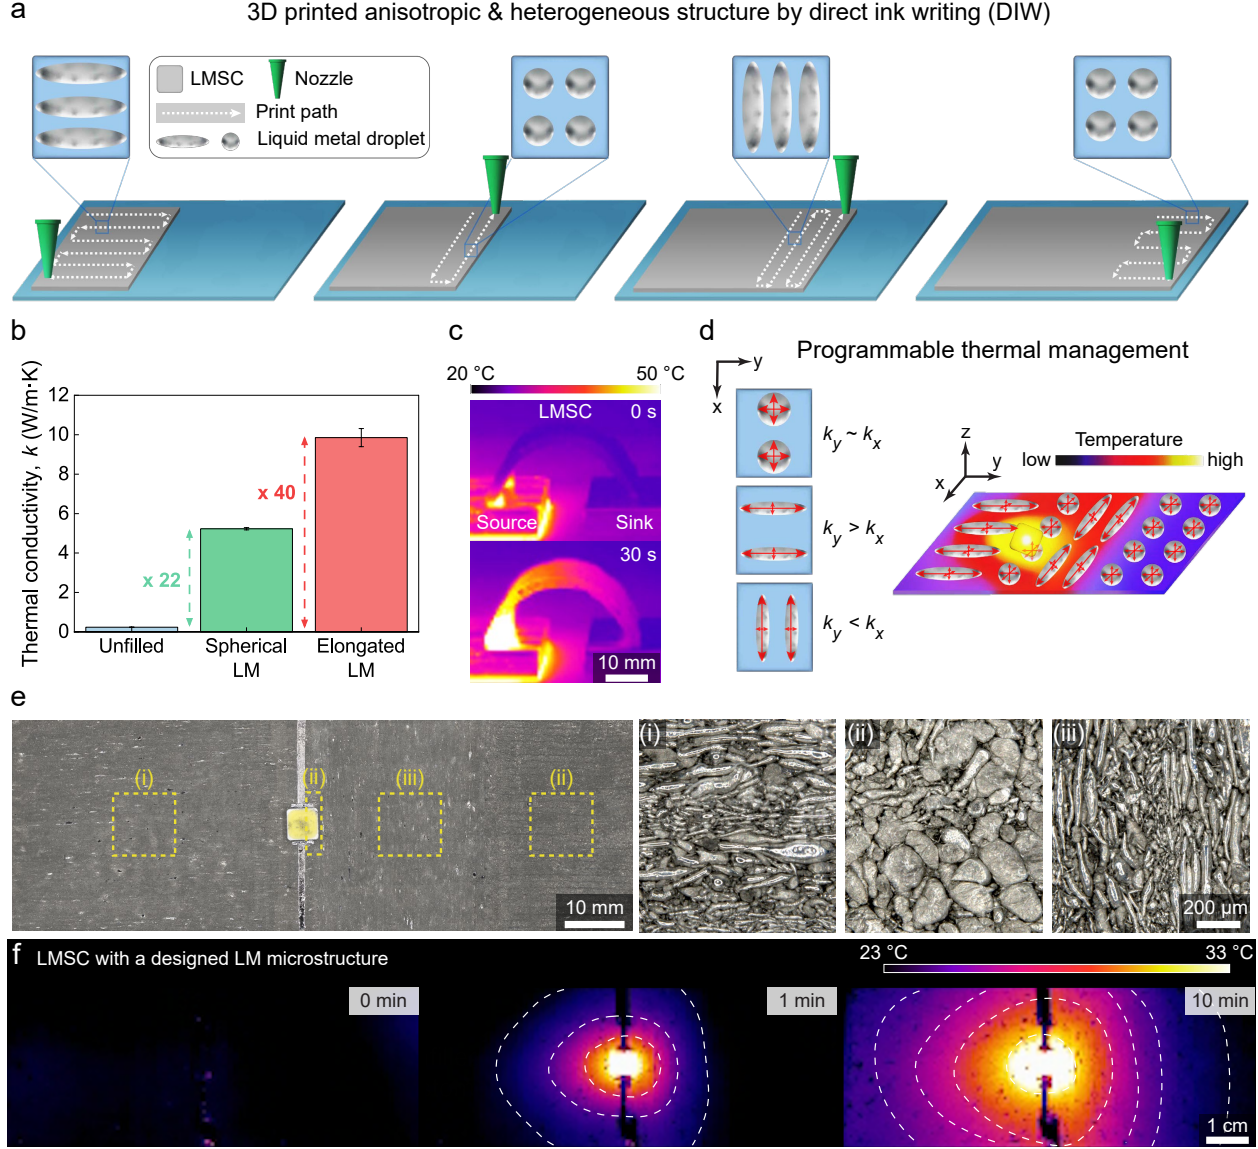 a
3D printed anisotropic & heterogeneous structure by direct ink writing (DIW)
LMSC
Nozzle
Print path
Liquid metal droplet
b
Thermal conductivity, k (W/m·K)
12
10
8
6
4
2
0
x 22
x 40
Unfilled
Spherical
LM
Elongated
LM
c
20 °C
50 °C
LMSC
0 s
Source
Sink
30 s
10 mm
d
Programmable thermal management
y
x
ky ~ kx
ky > kx
ky < kx
z
y
x
Temperature
low
high
e
(i)
(ii)
(iii)
(ii)
10 mm
(i)
(ii)
(iii)
200 µm
f
LMSC with a designed LM microstructure
23 °C
33 °C
0 min
1 min
10 min
1 cm